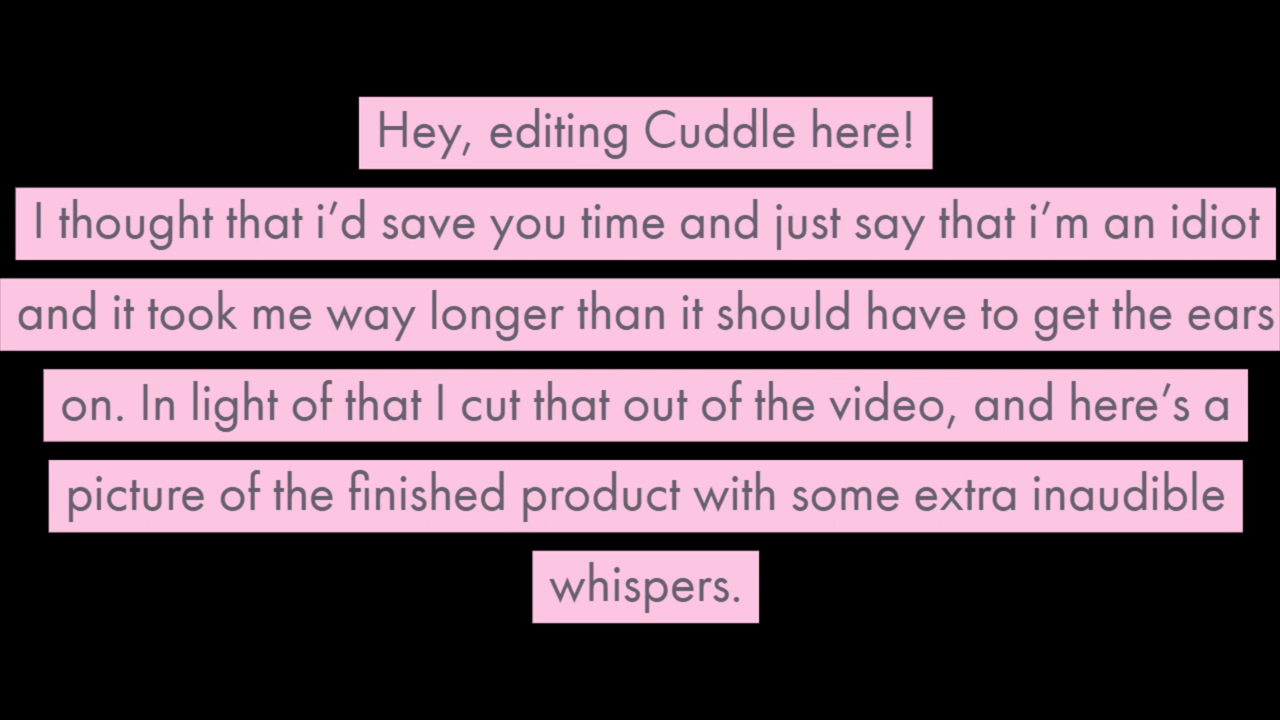 Hey, editing Cuddle here!
I thought that i’d save you time and just say that i’m an idiot
and it took me way longer than it should have to get the ears
on. In light of that I cut that out of the video, and here’s a
picture of the finished product with some extra inaudible
whispers.